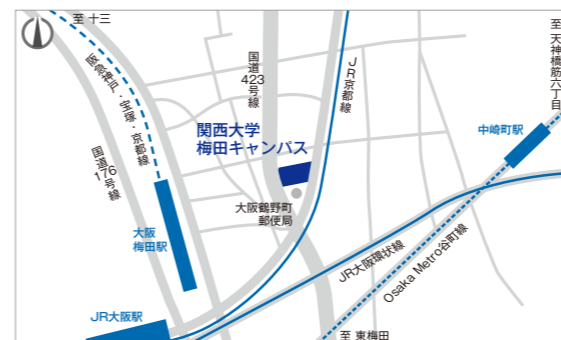 至 十三
阪急神戸・宝塚・京都線
国道176号線
国道423号線
JR京都線
至 天神橋筋六丁目
中崎町駅
関西大学
梅田キャンパス
大阪鶴野町
郵便局
大阪
梅田駅
JR大阪環状線
Osaka Metro谷町線
JR大阪駅
至 東梅田